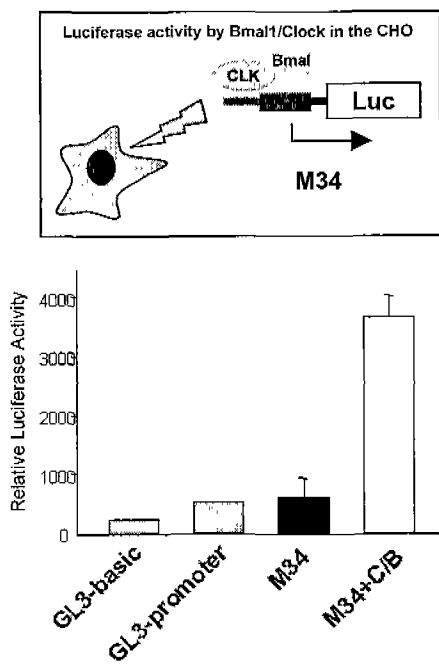 Luciferase activity by Bmal1/Clock in the CHO
Bmal
CLK
Luc
M34
Relative Luciferase Activity
4000
3000
2000
1000
0
GL3-basic
GL3-promoter
M34
M34+C/B